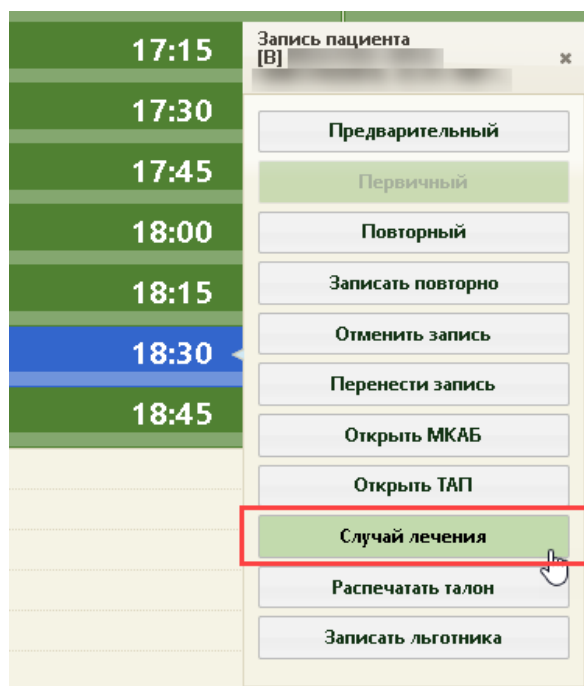 17:15
17:30
17:45
18:00
18:15
18:30
18:45
Запись пациента
[В]
Предварительный
Первичный
Повторный
Записать повторно
Отменить запись
Перенести запись
Открыть МКАБ
Открыть ТАП
Случай лечения
Распечатать талон
Записать льготника